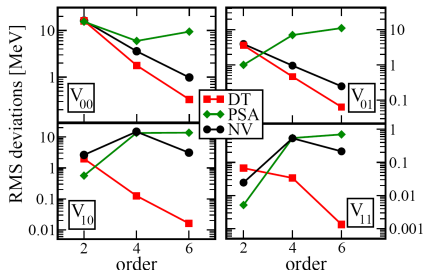 RMS deviations [MeV]
10
1
V00
10
1
0.1
V01
DT
PSA
NV
10
1
0.1
0.01
V10
1
0.1
0.01
0.001
V11
2 4 6 2 4 6
order order